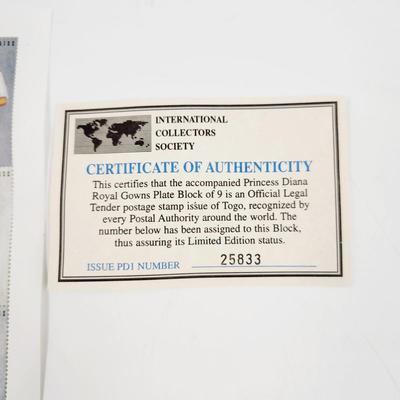 INTERNATIONAL
COLLECTORS
SOCIETY
CERTIFICATE OF AUTHENTICITY
This certifies that the accompanied Princess Diana
Royal Gowns Plate Block of 9 is an Official Legal
Tender postage stamp issue of Togo, recognized by
every Postal Authority around the world. The
number below has been assigned to this Block,
thus assuring its Limited Edition status.
ISSUE PD1 NUMBER 25833